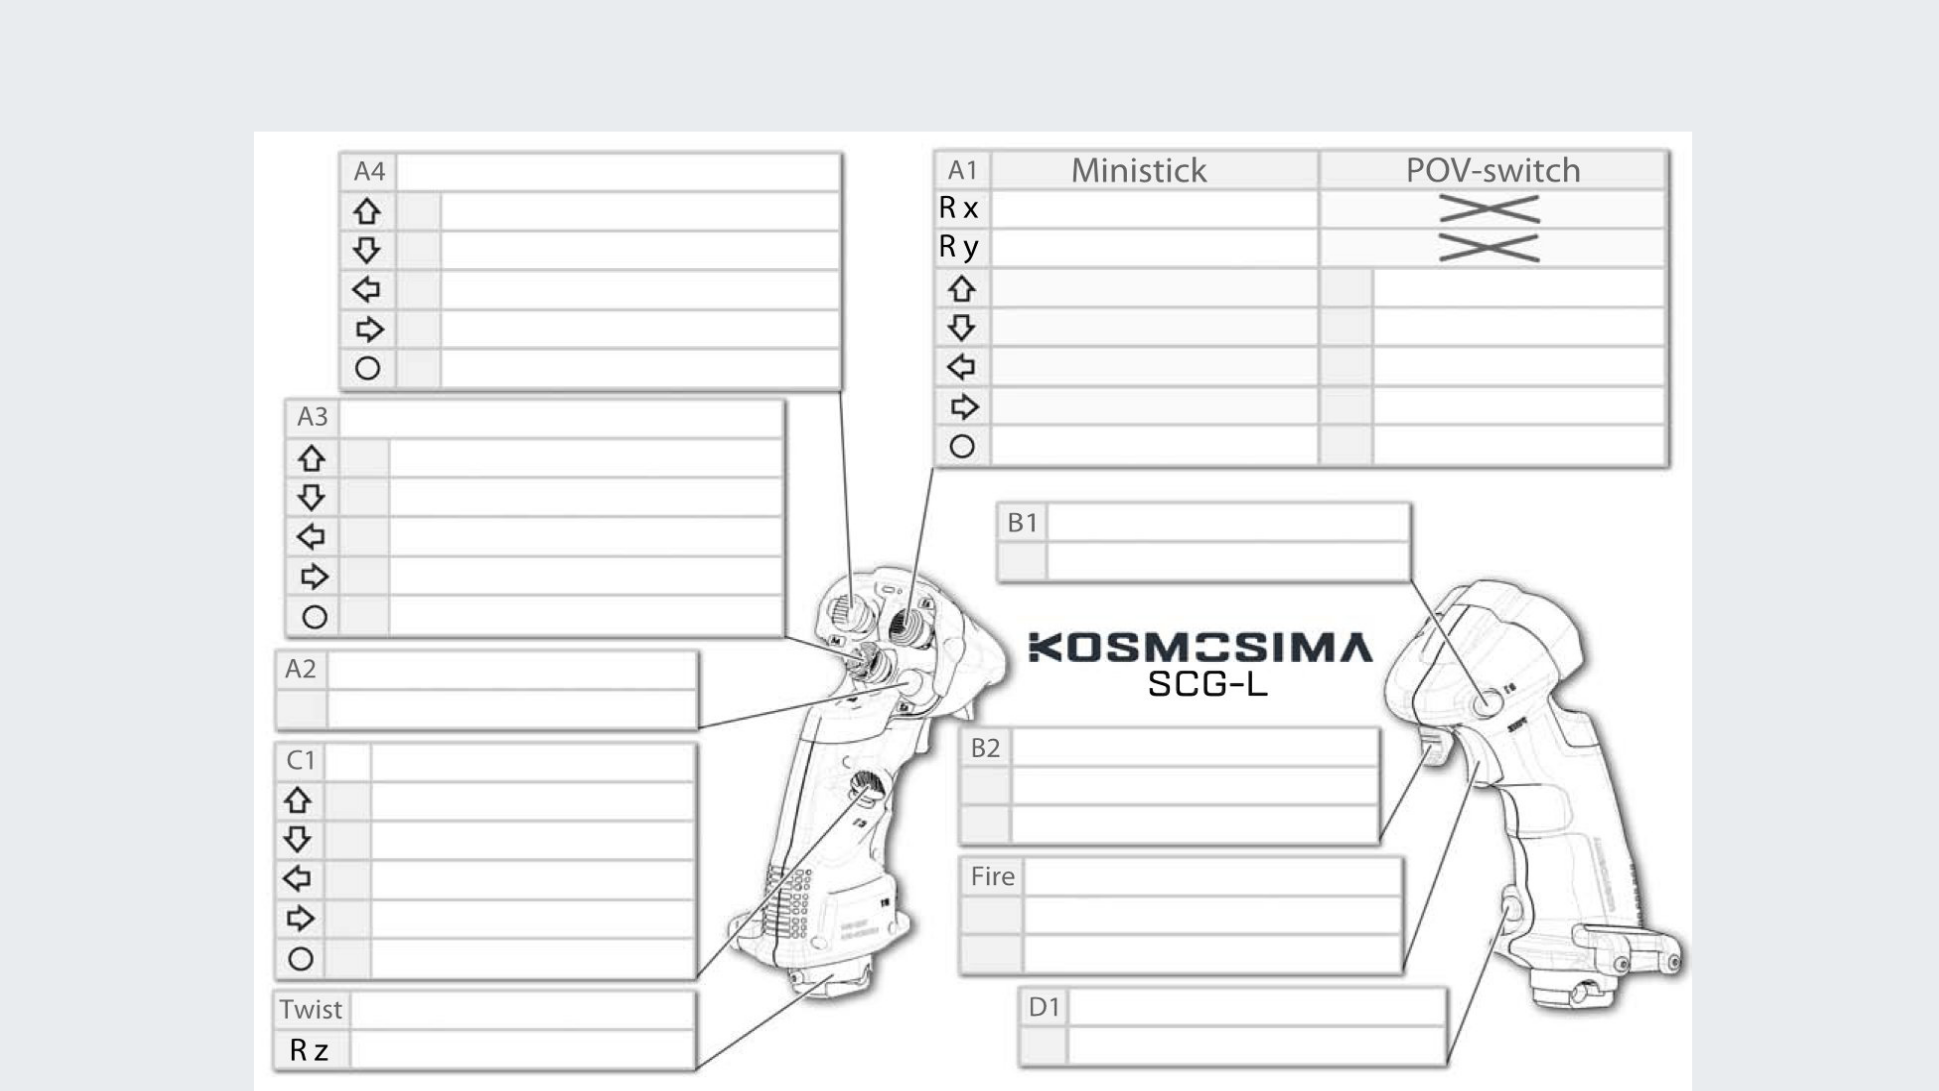 A4
A1 Ministick POV-switch
R x
R y
A3
B1
KOSMOSIMA
SCG-L
A2
B2
C1
Fire
Twist
R z
D1